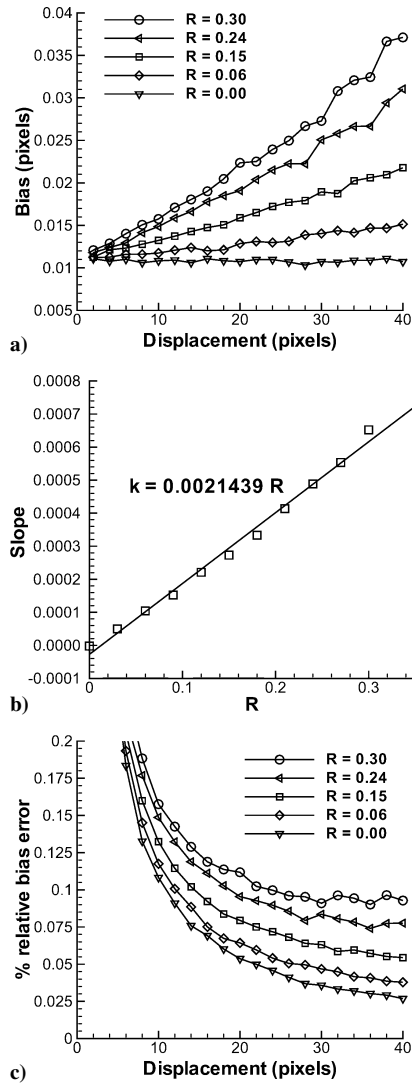 0.04
0.035
0.03
0.025
0.02
0.015
0.01
0.005
Bias (pixels)
R = 0.30
R = 0.24
R = 0.15
R = 0.06
R = 0.00
0 10 20 30 40
Displacement (pixels)
a)
0.0008
0.0007
0.0006
0.0005
0.0004
0.0003
0.0002
0.0001
0.0000
-0.0001
Slope
k = 0.0021439 R
0 0.1 0.2 0.3
R
b)
0.2
0.175
0.15
0.125
0.1
0.075
0.05
0.025
0
% relative bias error
R = 0.30
R = 0.24
R = 0.15
R = 0.06
R = 0.00
0 10 20 30 40
Displacement (pixels)
c)